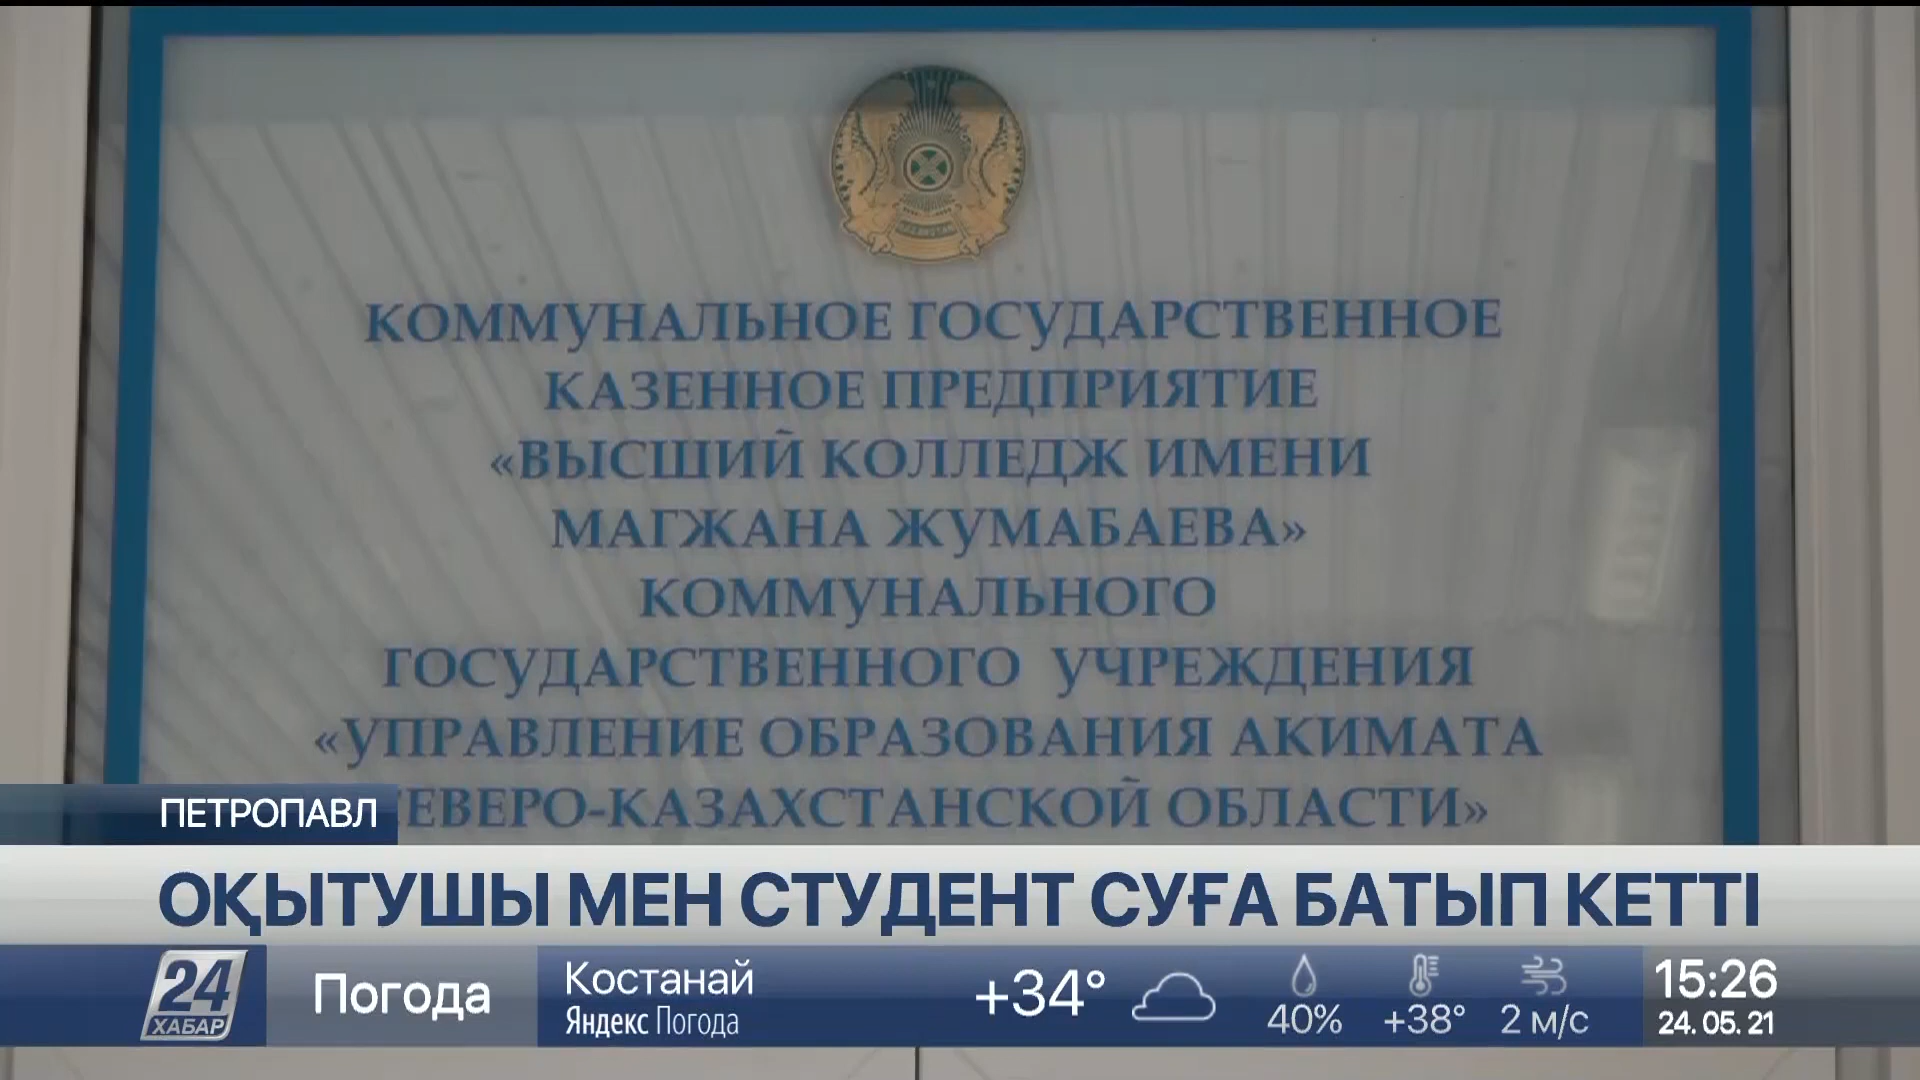 КОММУНАЛЬНОЕ ГОСУДАРСТВЕННОЕ
КАЗЕННОЕ ПРЕДПРИЯТИЕ
«ВЫСШИЙ КОЛЛЕДЖ ИМЕНИ
МАГЖАНА ЖУМАБАЕВА»
КОММУНАЛЬНОГО
ГОСУДАРСТВЕННОГО УЧРЕЖДЕНИЯ
«УПРАВЛЕНИЕ ОБРАЗОВАНИЯ АКИМАТА
СЕВЕРО-КАЗАХСТАНСКОЙ ОБЛАСТИ»
ПЕТРОПАВЛ
ОҚЫТУШЫ МЕН СТУДЕНТ СУҒА БАТЫП КЕТТІ
24
ХАБАР
Погода
Костанай
Яндекс Погода
+34°
40%
+38°
2 м/с
15:26
24. 05. 21